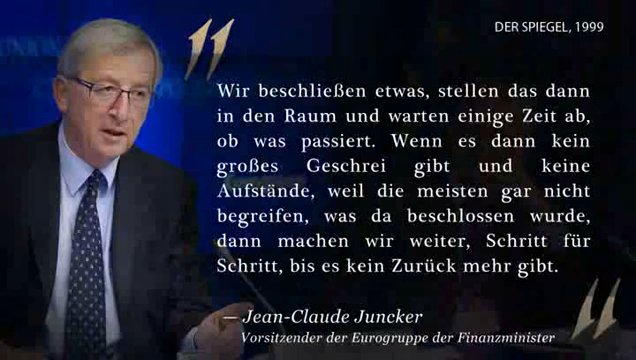 DER SPIEGEL, 1999
Wir beschließen etwas, stellen das dann
in den Raum und warten einige Zeit ab,
ob was passiert. Wenn es dann kein
großes Geschrei gibt und keine
Aufstände, weil die meisten gar nicht
begreifen, was da beschlossen wurde,
dann machen wir weiter, Schritt für
Schritt, bis es kein Zurück mehr gibt.
— Jean-Claude Juncker
Vorsitzender der Eurogruppe der Finanzminister